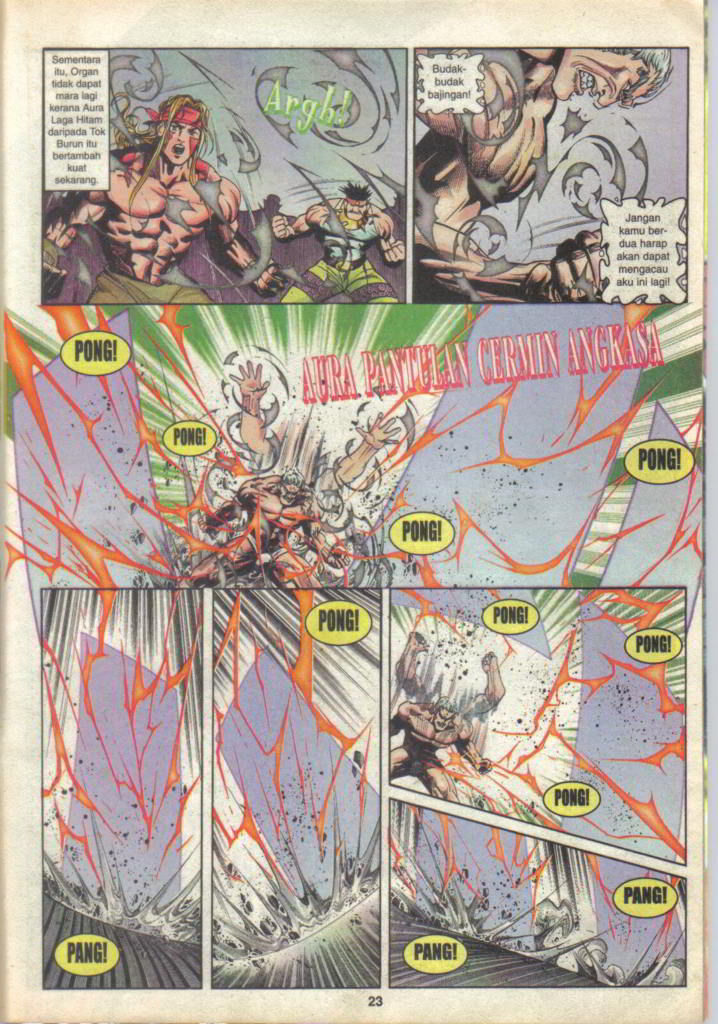 Sementara
itu, Organ
tidak dapat
mara lagi
kerana Aura
Laga Hitam
daripada Tok
Burun itu
bertambah
kuat
sekarang.
Argh!
Budak-
budak
bajingan!
Jangan
kamu ber-
dua harap
akan dapat
mengacau
aku ini lagi!
AURA PANTULAN CERMIN ANGKASA
PONG!
PONG!
PONG!
PONG!
PANG!
PONG!
PONG!
PONG!
PONG!
PANG!
PANG!
23